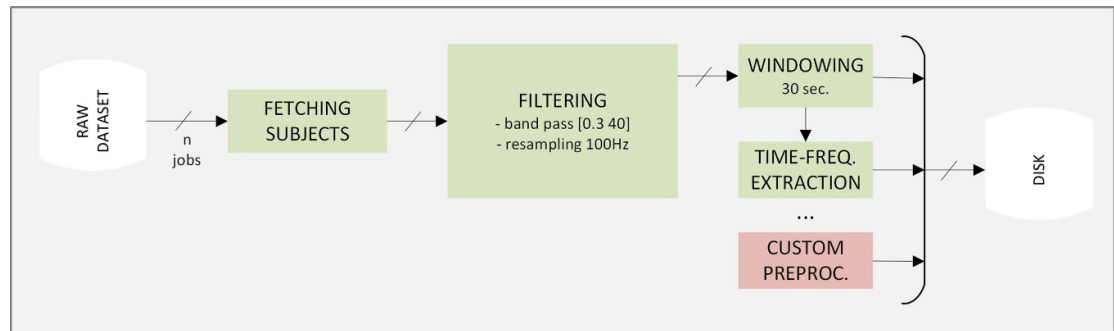 RAW
DATASET
n
jobs
FETCHING
SUBJECTS
FILTERING
- band pass [0.3 40]
- resampling 100Hz
WINDOWING
30 sec.
TIME-FREQ.
EXTRACTION
...
CUSTOM
PREPROC.
DISK